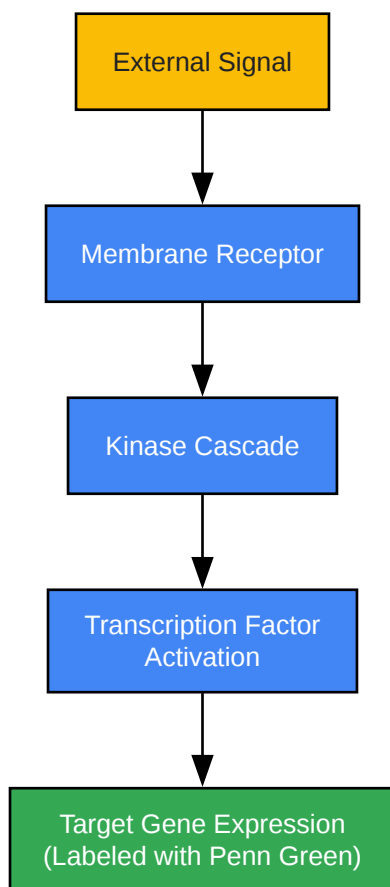 External Signal
Membrane Receptor
Kinase Cascade
Transcription Factor
Activation
Target Gene Expression
(Labeled with Penn Green)